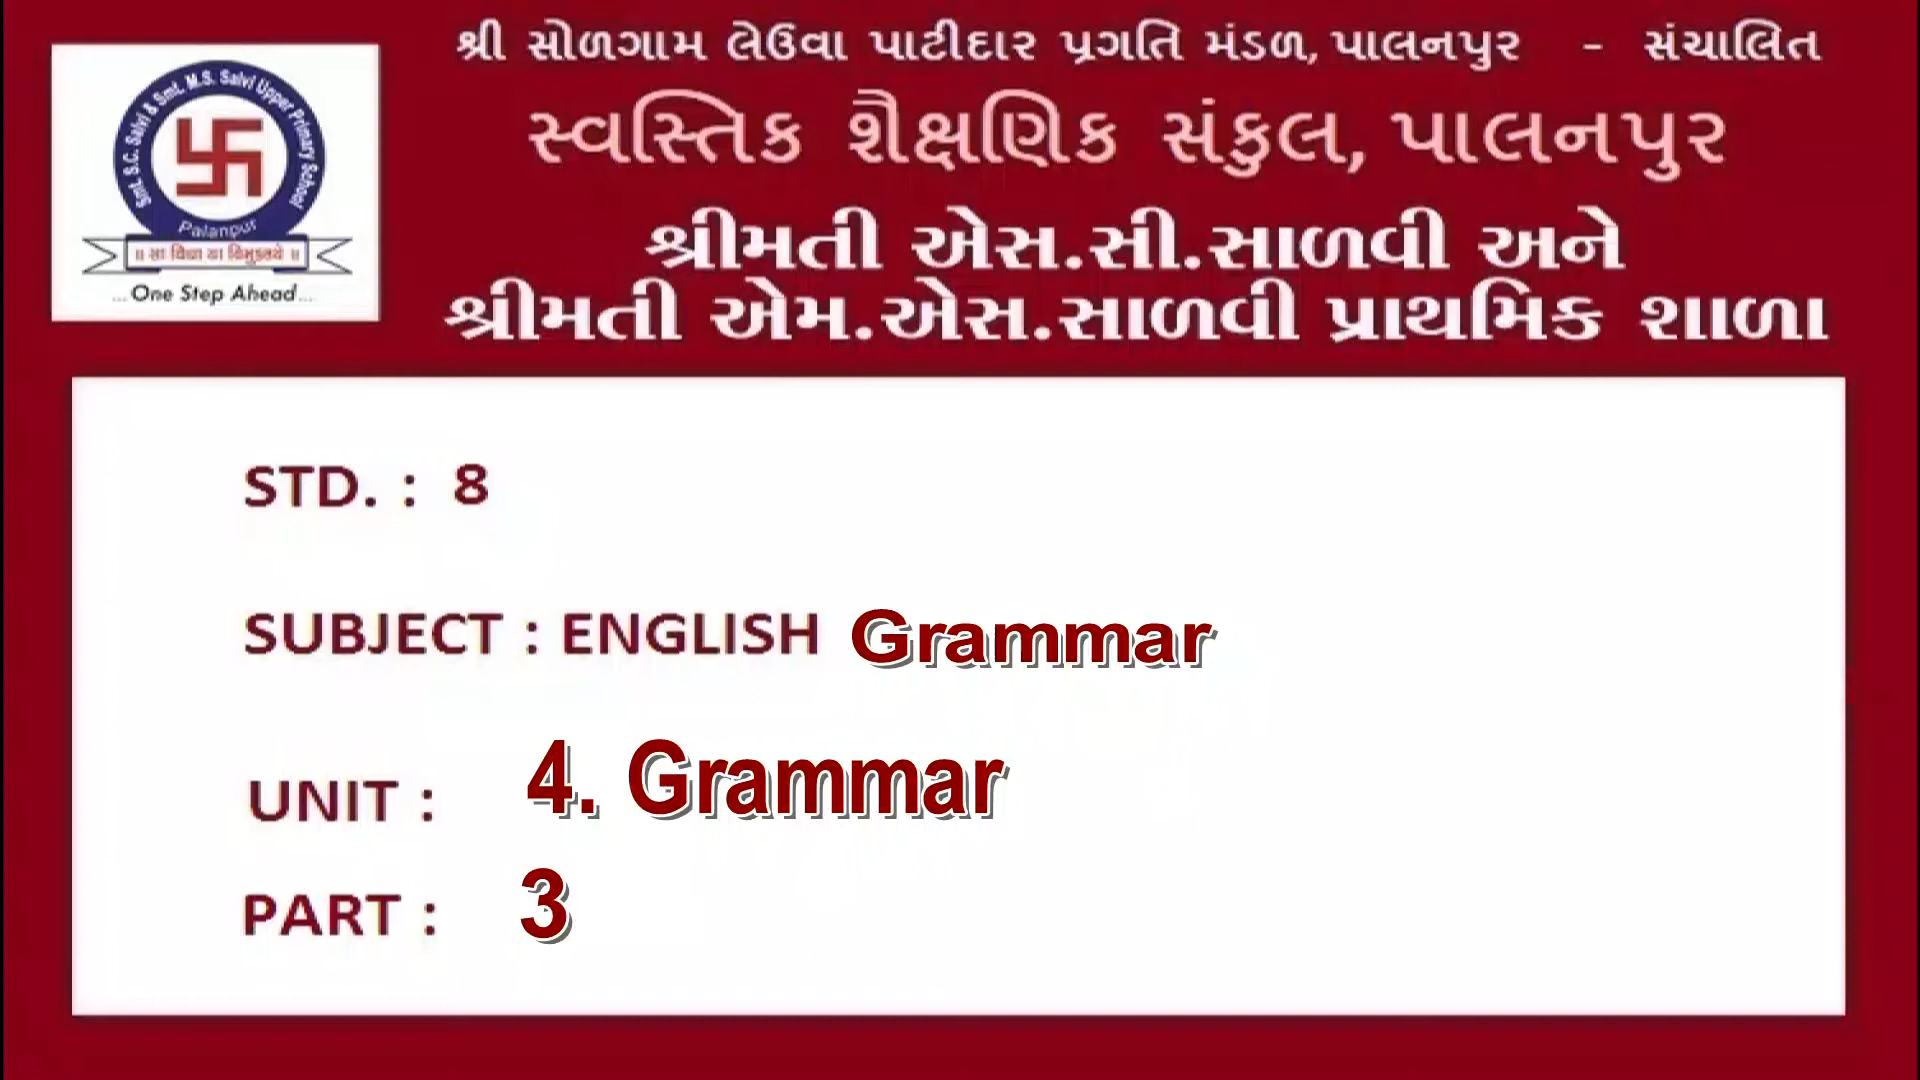 શ્રી સોળગામ લેઉવા પાટીદાર પ્રગતિ મંડળ, પાલનપુર - સંચાલિત
સ્વસ્તિક શૈક્ષણિક સંકુલ, પાલનપુર
શ્રીમતી એસ.સી.સાળવી અને
શ્રીમતી એમ.એસ.સાળવી પ્રાથમિક શાળા
Smt. S.C. Salvi & Smt. M.S. Salvi Upper Primary School
Palanpur
॥ सा विद्या या विमुक्तये ॥
...One Step Ahead...
STD. : 8
SUBJECT : ENGLISH Grammar
UNIT : 4. Grammar
PART : 3